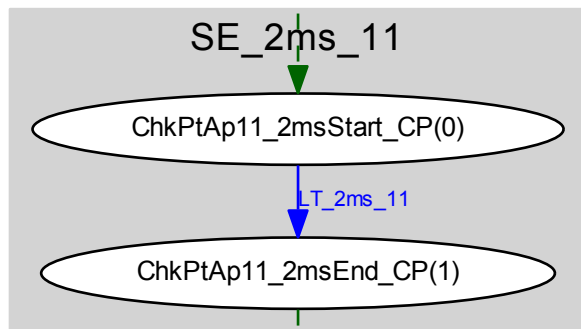 SE_2ms_11
ChkPtAp11_2msStart_CP(0)
LT_2ms_11
ChkPtAp11_2msEnd_CP(1)